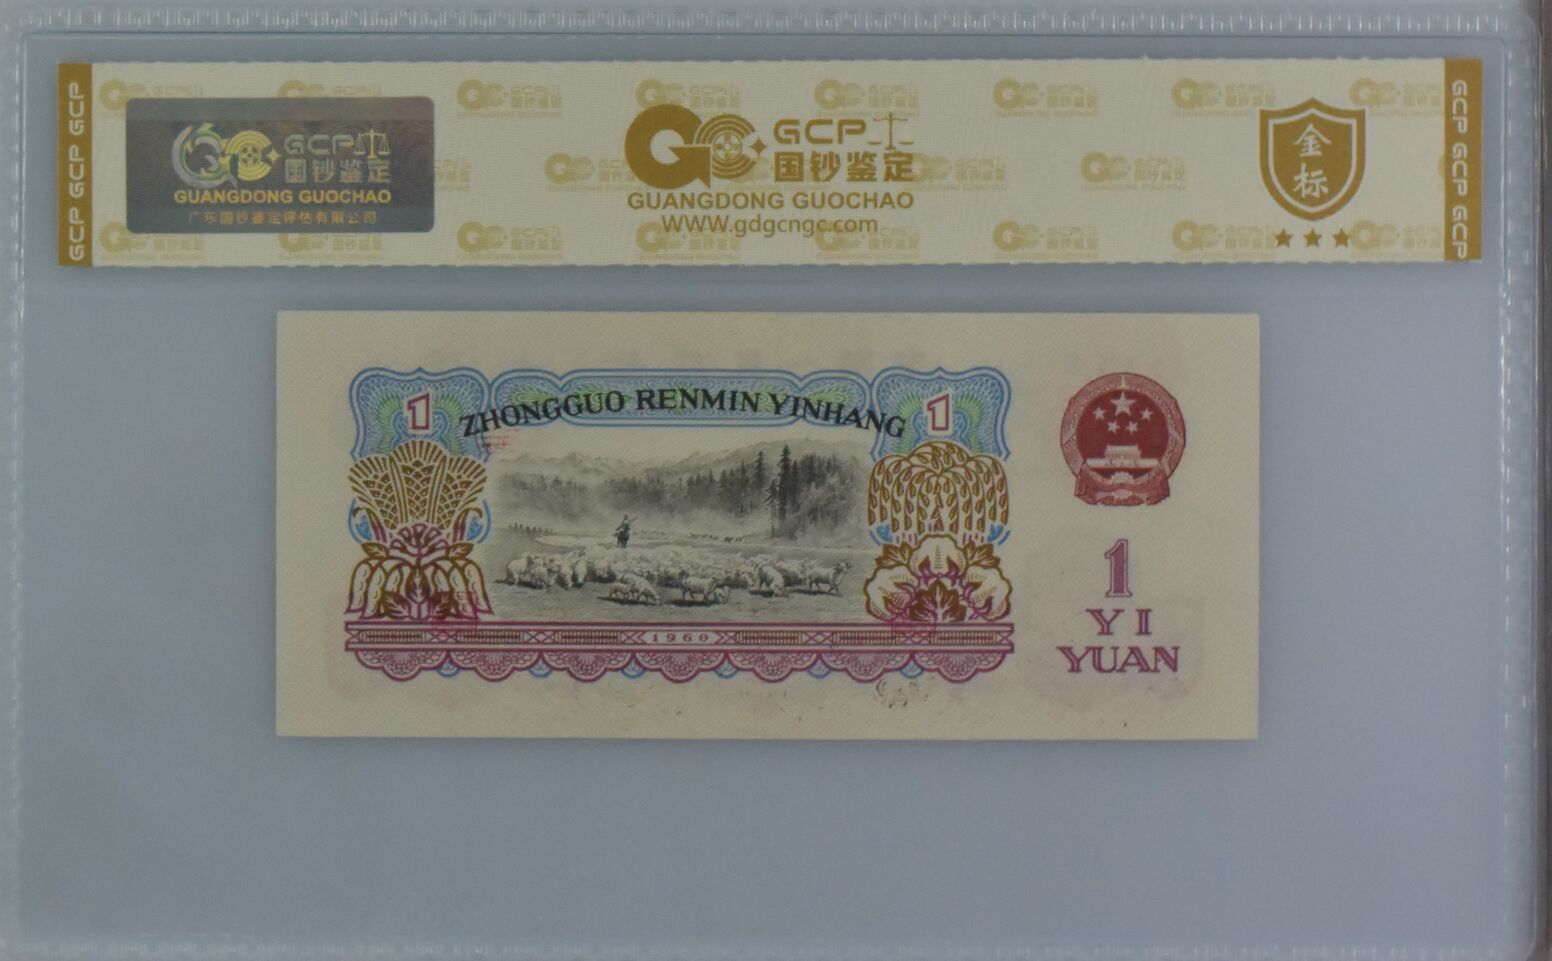 GCP GCP GCP
GCP
国钞鉴定
GUANGDONG GUOCHAO
广东国钞鉴定评估有限公司
GCP
国钞鉴定
GUANGDONG GUOCHAO
WWW.gdgcngc.com
金
标
GCP GCP GCP
1
ZHONGGUO RENMIN YINHANG
1
1960
1
YI
YUAN